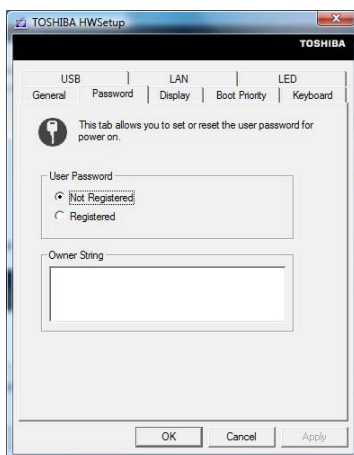 TOSHIBA HWSetup
TOSHIBA
USB LAN LED
General Password Display Boot Priority Keyboard
This tab allows you to set or reset the user password for
power on.
User Password
Not Registered
Registered
Owner String
OK Cancel Apply